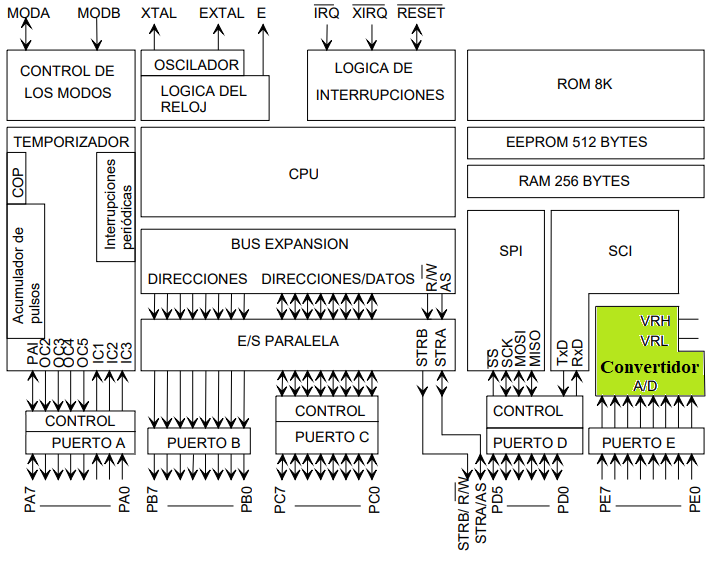 MODA MODB XTAL EXTAL E IRQ XIRQ RESET
CONTROL DE
LOS MODOS
OSCILADOR
LOGICA DEL
RELOJ
LOGICA DE
INTERRUPCIONES
ROM 8K
TEMPORIZADOR
COP
Interrupciones
periódicas
Acumulador de
pulsos
CPU
EEPROM 512 BYTES
RAM 256 BYTES
BUS EXPANSION
DIRECCIONES DIRECCIONES/DATOS R/W AS
SPI
SCI
E/S PARALELA
STRB STRA
VRH
VRL
Convertidor
A/D
PAI OC2 OC3 OC4 OC5 IC1 IC2 IC3
SS SCK MOSI MISO TxD RxD
CONTROL
PUERTO A
PUERTO B
CONTROL
PUERTO C
CONTROL
PUERTO D
PUERTO E
PA7 PA0 PB7 PB0 PC7 PC0 STRB/ R/W STRA/AS PD5 PD0 PE7 PE0